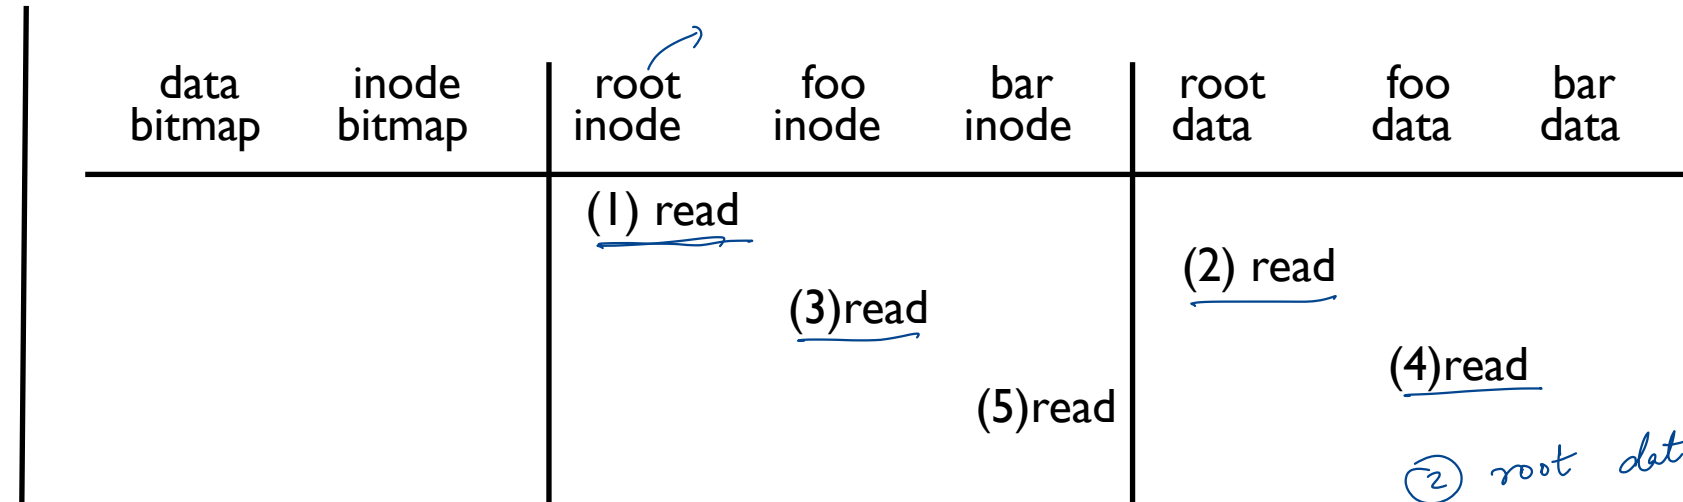 data inode root foo bar root foo bar
bitmap bitmap inode inode inode data data data
(1) read
(2) read
(3)read
(4)read
(5)read
② root dat